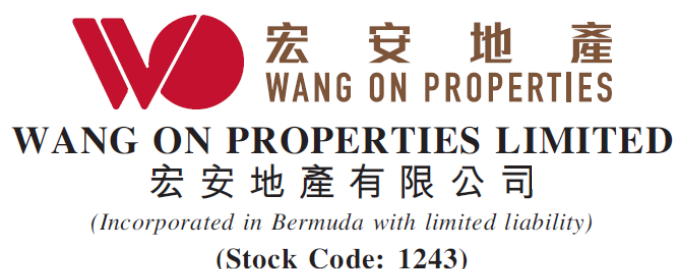 宏安地產
WANG ON PROPERTIES
WANG ON PROPERTIES LIMITED
宏安地產有限公司
(Incorporated in Bermuda with limited liability)
(Stock Code: 1243)